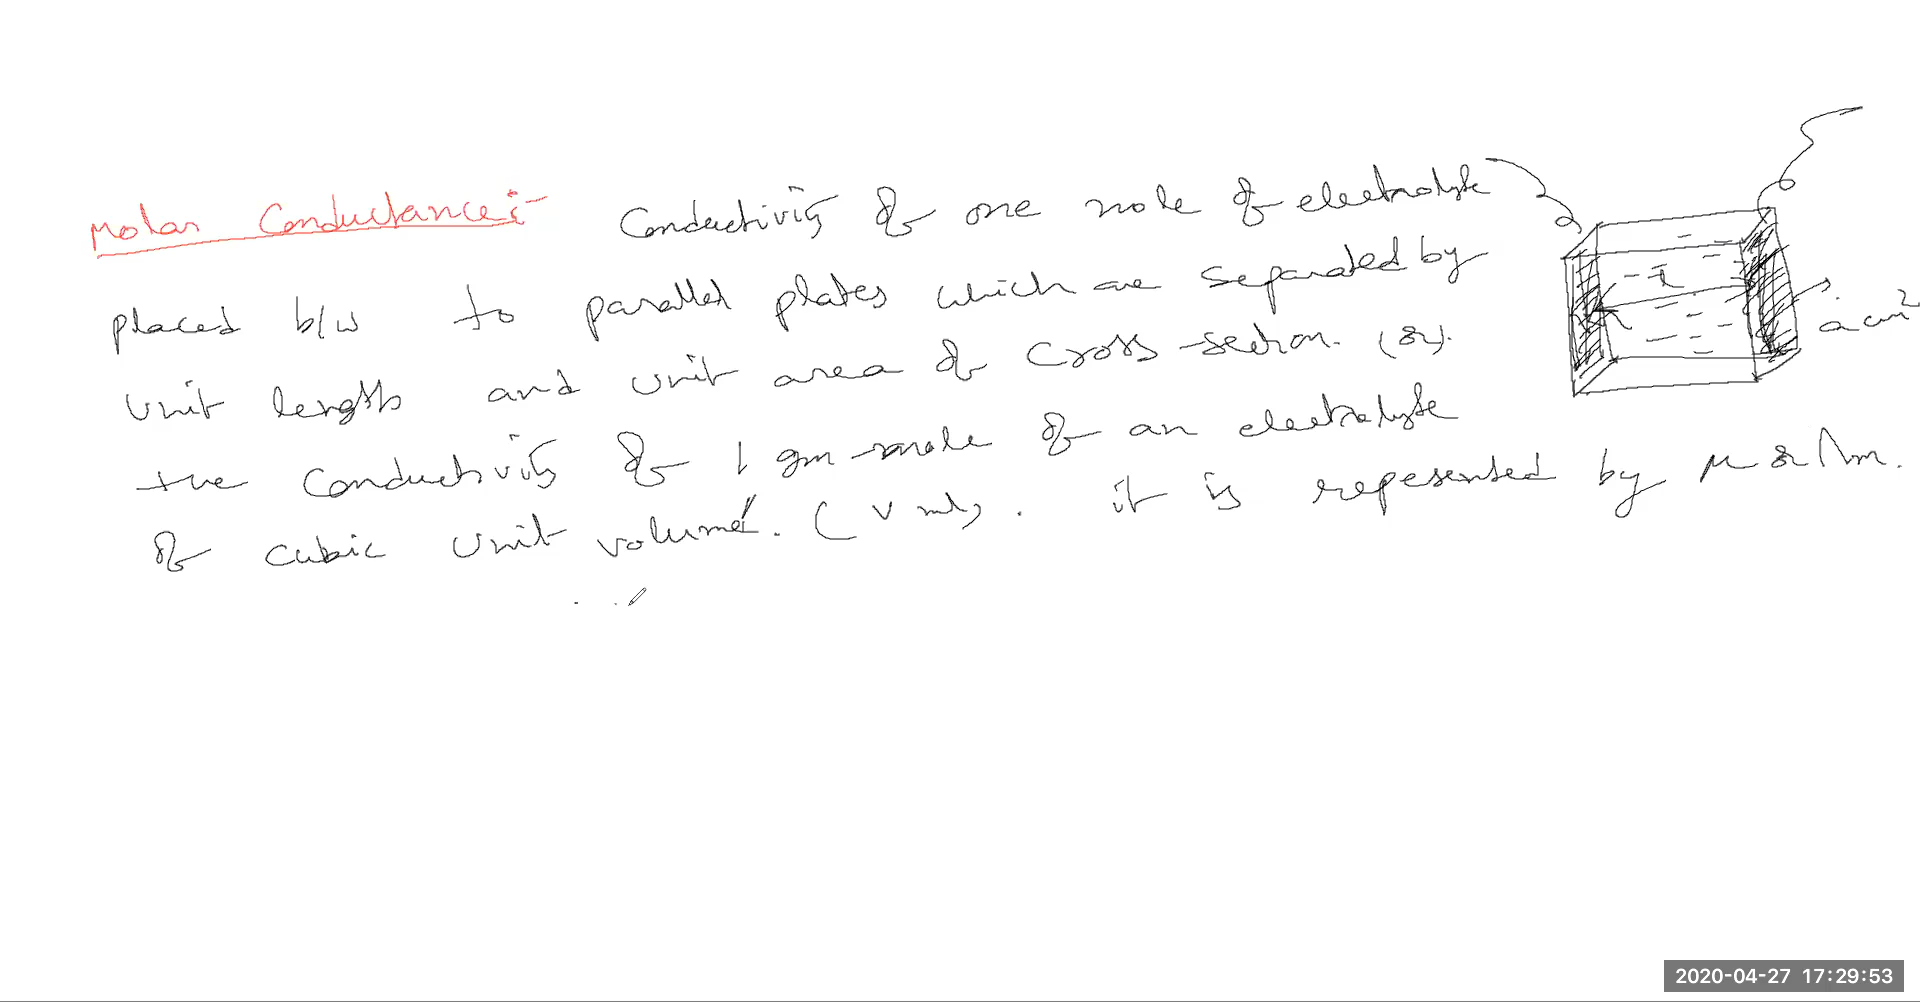 Molar Conductance:- Conductivity of one mole of electrolyte
placed b/w to parallel plates which are separated by
unit length and unit area of cross-section. (or).
the conductivity of 1 gm-mole of an electrolyte
of cubic unit volume. (V ml). it is repesented by μ or Λm.
l
a cm²
2020-04-27 17:29:53